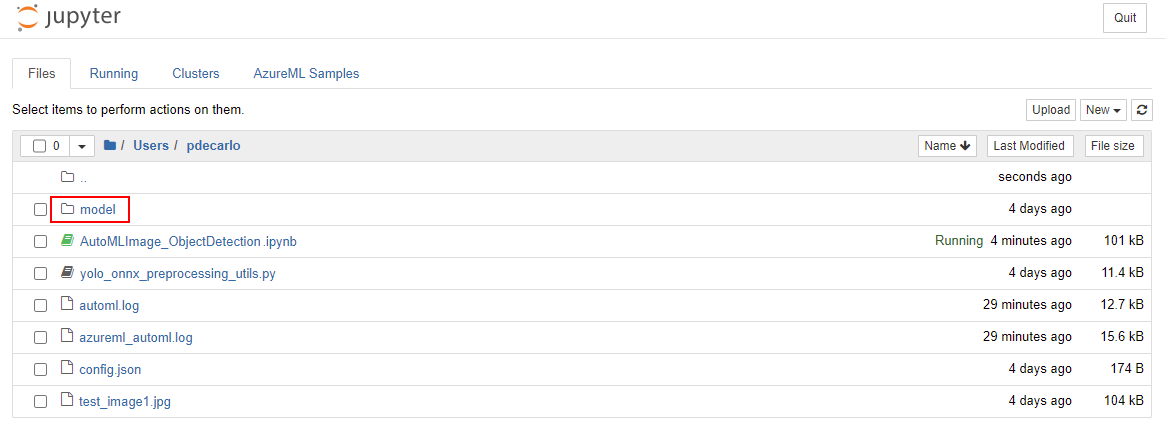 jupyter Quit
Files Running Clusters AzureML Samples
Select items to perform actions on them. Upload New
0 / Users / pdecarlo Name Last Modified File size
.. seconds ago
model 4 days ago
AutoMLImage_ObjectDetection.ipynb Running 4 minutes ago 101 kB
yolo_onnx_preprocessing_utils.py 4 days ago 11.4 kB
automl.log 29 minutes ago 12.7 kB
azureml_automl.log 29 minutes ago 15.6 kB
config.json 4 days ago 174 B
test_image1.jpg 4 days ago 104 kB